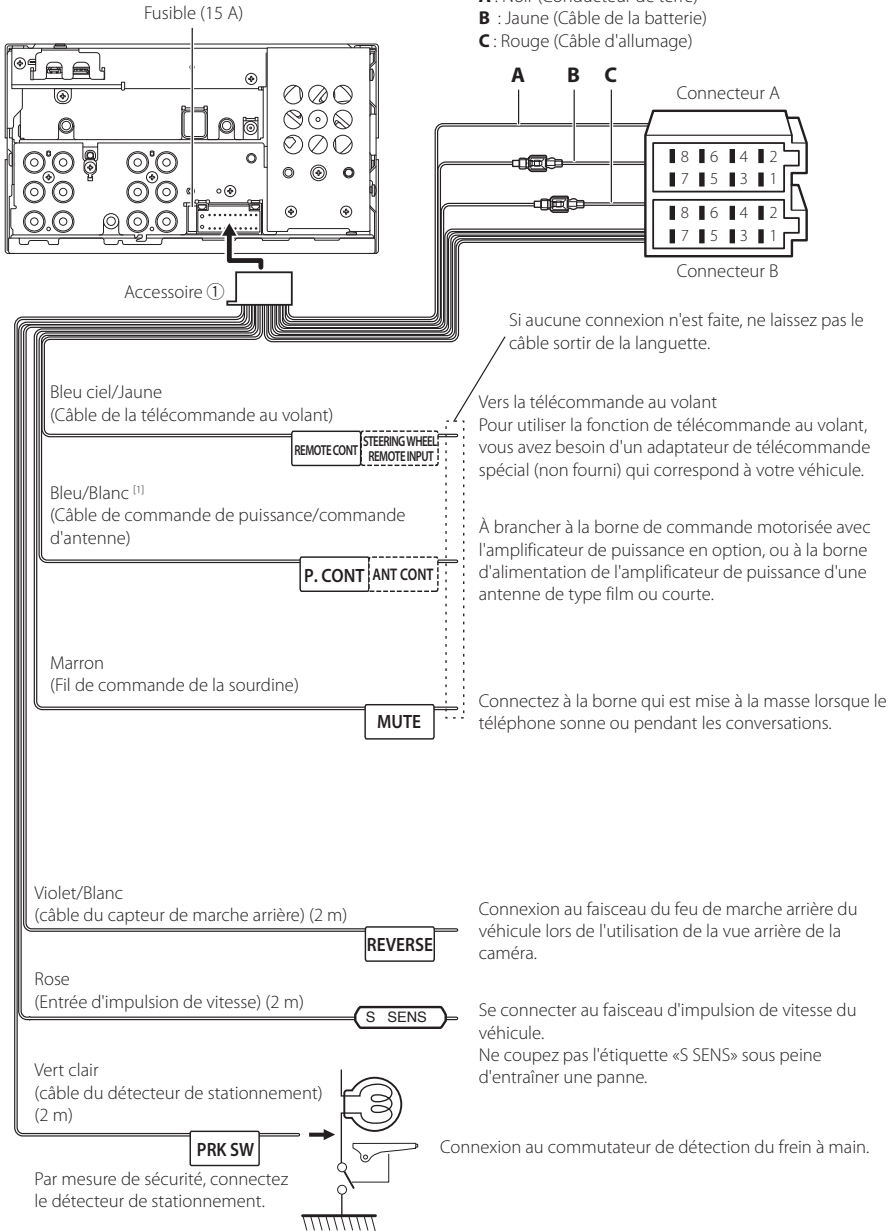 A : Noir (Conducteur de terre)
Fusible (15 A)
B : Jaune (Câble de la batterie)
C : Rouge (Câble d'allumage)
A B C
Connecteur A
8 6 4 2
7 5 3 1
8 6 4 2
7 5 3 1
Connecteur B
Accessoire ①
Si aucune connexion n'est faite, ne laissez pas le
câble sortir de la languette.
Bleu ciel/Jaune
(Câble de la télécommande au volant)
REMOTE CONT
STEERING WHEEL
REMOTE INPUT
Vers la télécommande au volant
Pour utiliser la fonction de télécommande au volant,
vous avez besoin d'un adaptateur de télécommande
spécial (non fourni) qui correspond à votre véhicule.
Bleu/Blanc [1]
(Câble de commande de puissance/commande
d'antenne)
P. CONT ANT CONT
À brancher à la borne de commande motorisée avec
l'amplificateur de puissance en option, ou à la borne
d'alimentation de l'amplificateur de puissance d'une
antenne de type film ou courte.
Marron
(Fil de commande de la sourdine)
MUTE
Connectez à la borne qui est mise à la masse lorsque le
téléphone sonne ou pendant les conversations.
Violet/Blanc
(câble du capteur de marche arrière) (2 m)
REVERSE
Connexion au faisceau du feu de marche arrière du
véhicule lors de l'utilisation de la vue arrière de la
caméra.
Rose
(Entrée d'impulsion de vitesse) (2 m)
S SENS
Se connecter au faisceau d'impulsion de vitesse du
véhicule.
Ne coupez pas l'étiquette «S SENS» sous peine
d'entraîner une panne.
Vert clair
(câble du détecteur de stationnement)
(2 m)
PRK SW
Connexion au commutateur de détection du frein à main.
Par mesure de sécurité, connectez
le détecteur de stationnement.